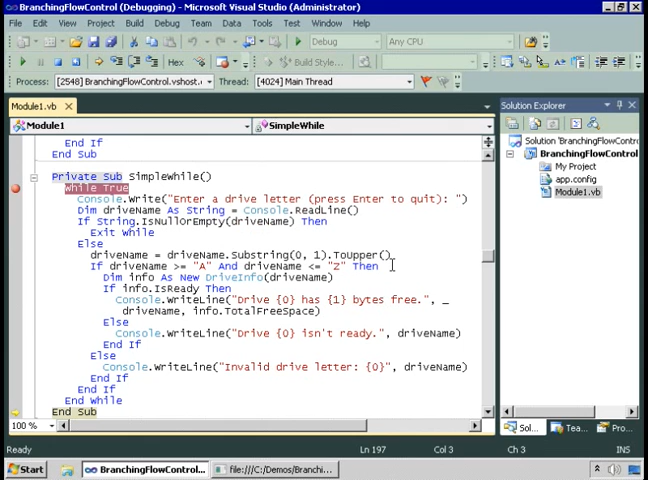 BranchingFlowControl (Debugging) - Microsoft Visual Studio (Administrator)
File Edit View Project Build Debug Team Data Tools Test Window Help
Debug Any CPU
Hex Build Style...
Process: [2548] BranchingFlowControl.vshost. Thread: [4024] Main Thread
Module1.vb
Module1 SimpleWhile
End If
End Sub
Private Sub SimpleWhile()
While True
Console.Write("Enter a drive letter (press Enter to quit): ")
Dim driveName As String = Console.ReadLine()
If String.IsNullOrEmpty(driveName) Then
Exit While
Else
driveName = driveName.Substring(0, 1).ToUpper()
If driveName >= "A" And driveName <= "Z" Then
Dim info As New DriveInfo(driveName)
If info.IsReady Then
Console.WriteLine("Drive {0} has {1} bytes free.", _
driveName, info.TotalFreeSpace)
Else
Console.WriteLine("Drive {0} isn't ready.", driveName)
End If
Else
Console.WriteLine("Invalid drive letter: {0}", driveName)
End If
End If
End While
End Sub
100 %
Solution Explorer
Solution 'BranchingFlowControl
BranchingFlowControl
My Project
app.config
Module1.vb
Sol... Tea... Pro...
Ready Ln 197 Col 3 Ch 3 INS
Start BranchingFlowControl... file:///C:/Demos/Branchi...